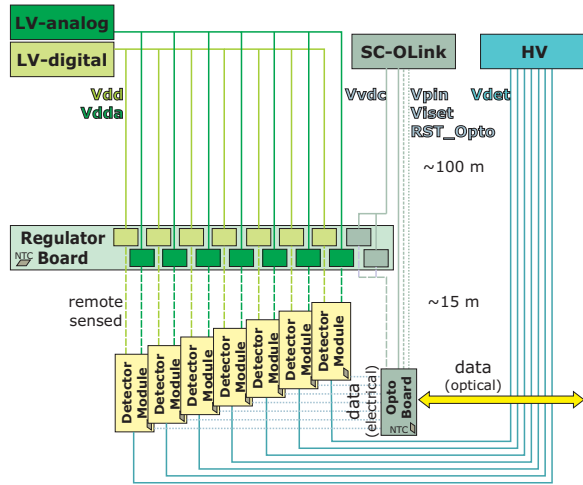 LV-analog
LV-digital
SC-OLink
HV
Vdd
Vdda
Vvdc
Vpin
Viset
RST_Opto
Vdet
~100 m
Regulator
Board
NTC
remote
sensed
~15 m
Detector
Module
Detector
Module
Detector
Module
Detector
Module
Detector
Module
Detector
Module
Detector
Module
data
(electrical)
Opto
Board
NTC
data
(optical)